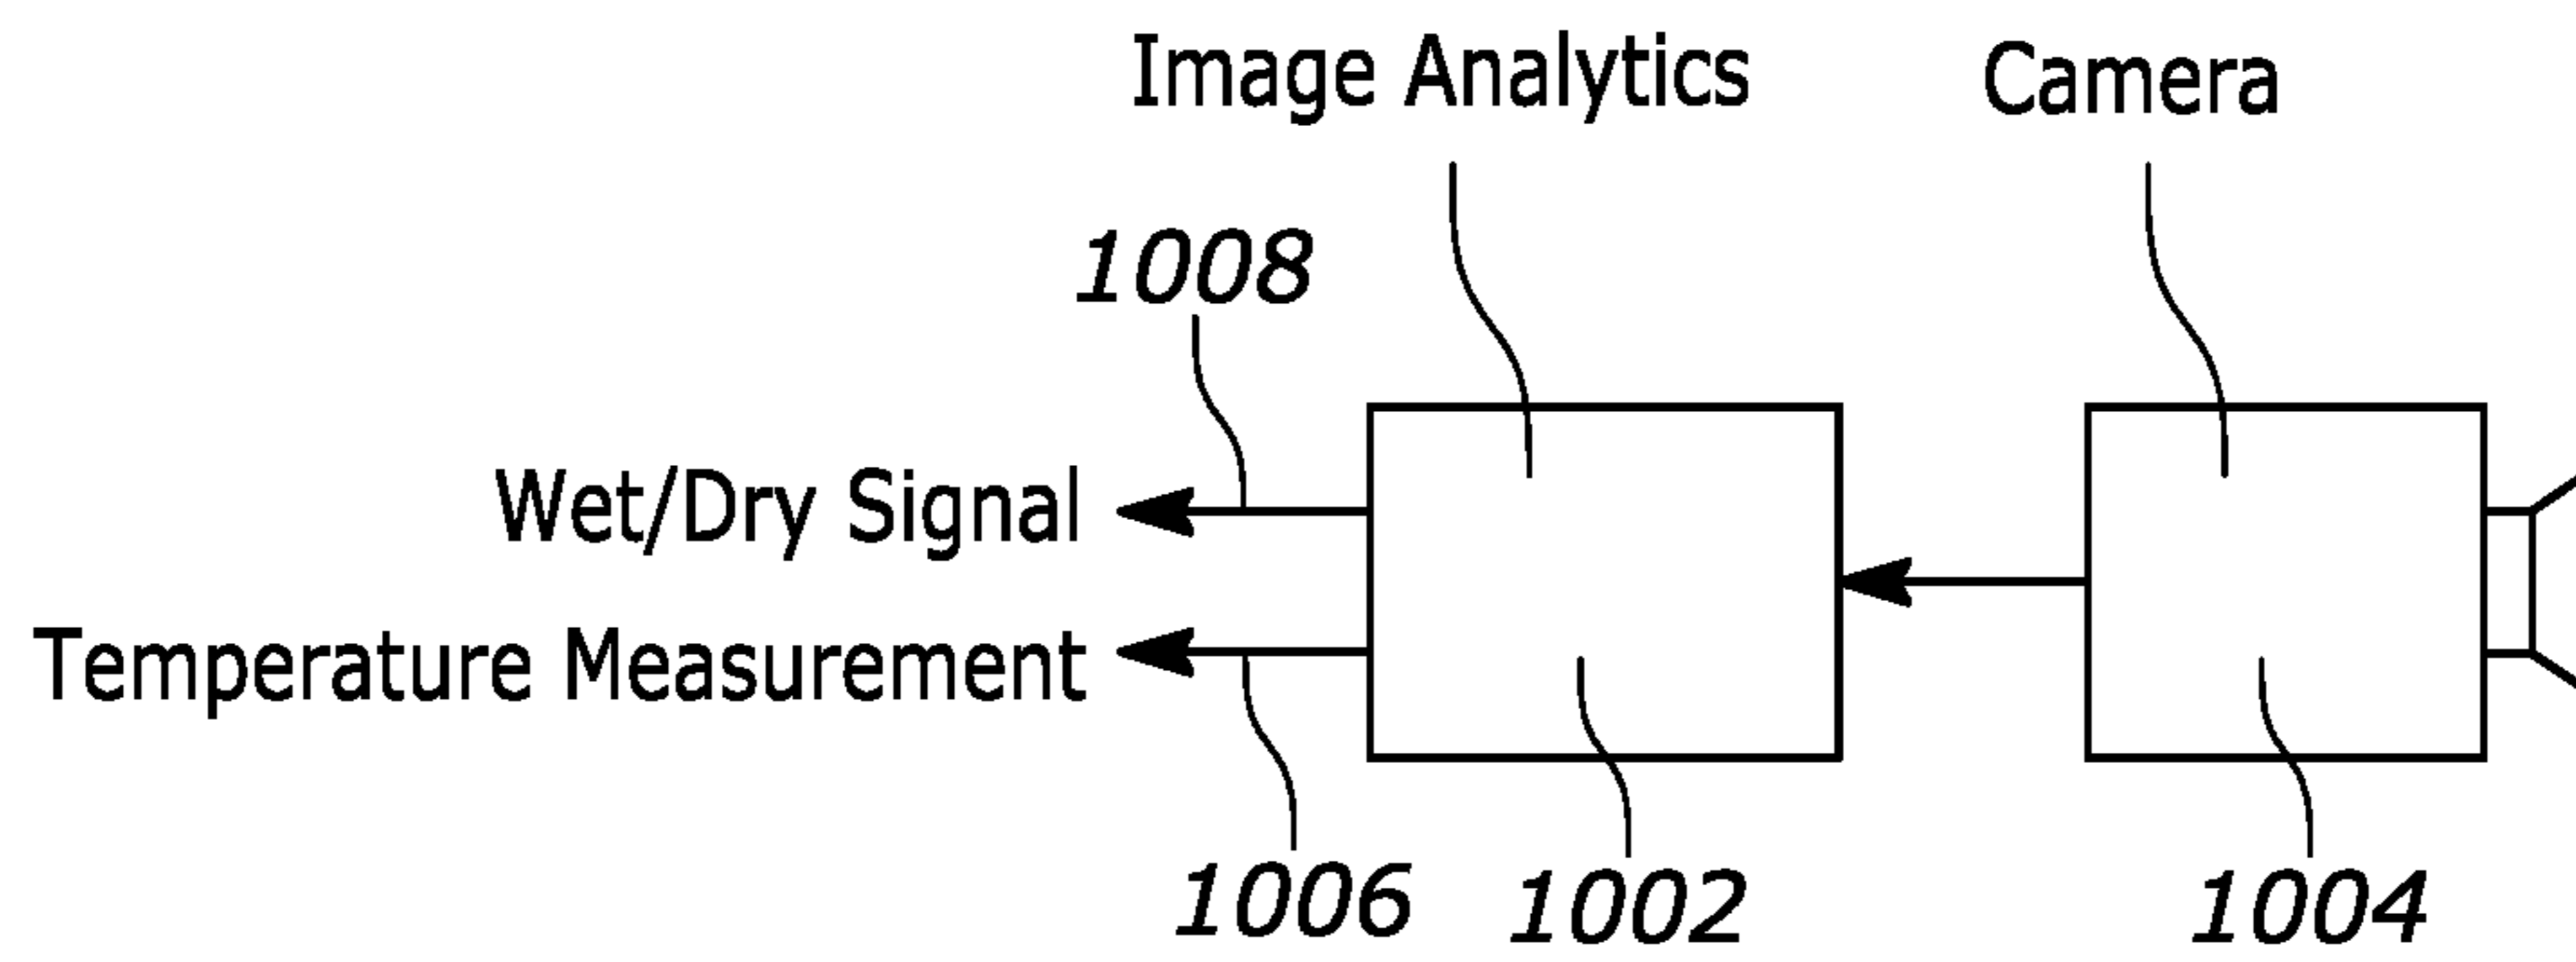 Image Analytics
Camera
1008
Wet/Dry Signal
Temperature Measurement
1006
1002
1004